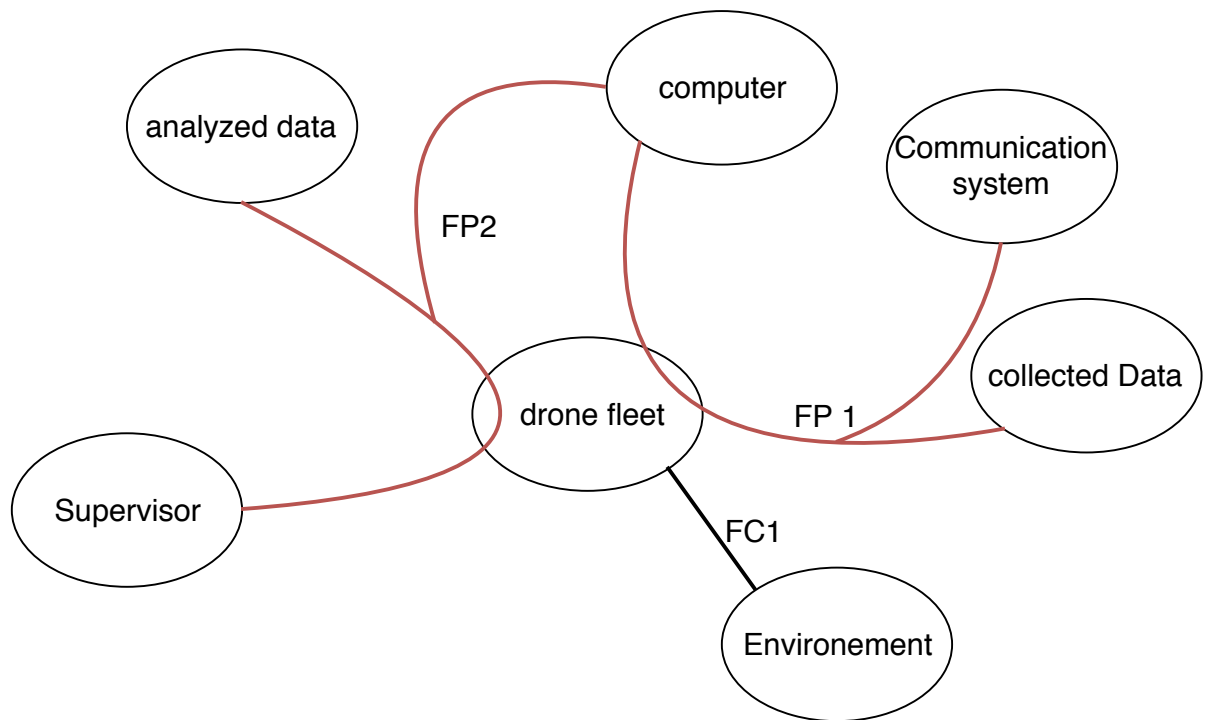 computer
analyzed data
Communication
system
FP2
collected Data
drone fleet
FP 1
Supervisor
FC1
Environement